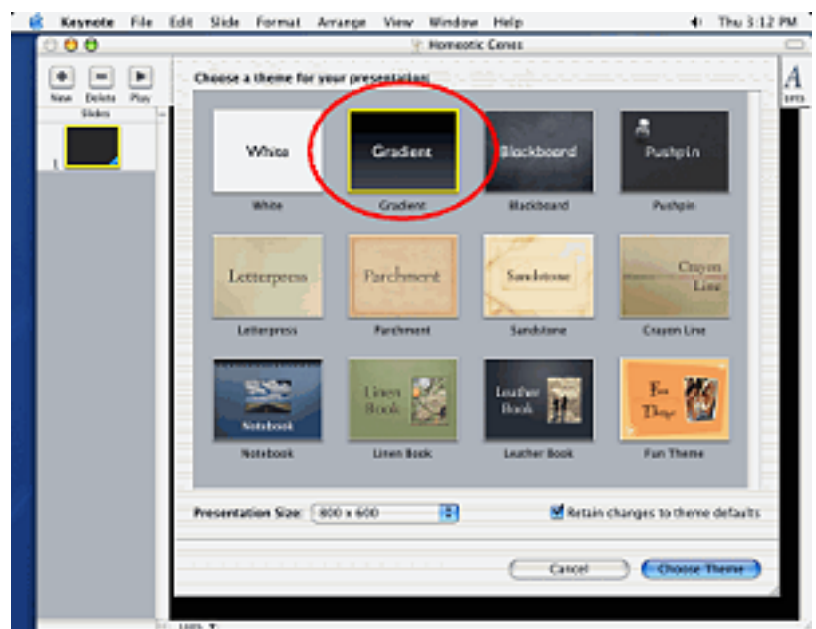 Keynote File Edit Slide Format Arrange View Window Help Thu 3:12 PM
Homeotic Genes
New Delete Play
Slides
1
Choose a theme for your presentation:
White Gradient Blackboard Pushpin
White Gradient Blackboard Pushpin
Letterpress Parchment Sandstone Crayon Line
Letterpress Parchment Sandstone Crayon Line
Notebook Linen Book Leather Book Fun Theme
Notebook Linen Book Leather Book Fun Theme
Presentation Size: 800 x 600 Retain changes to theme defaults
Cancel Choose Theme